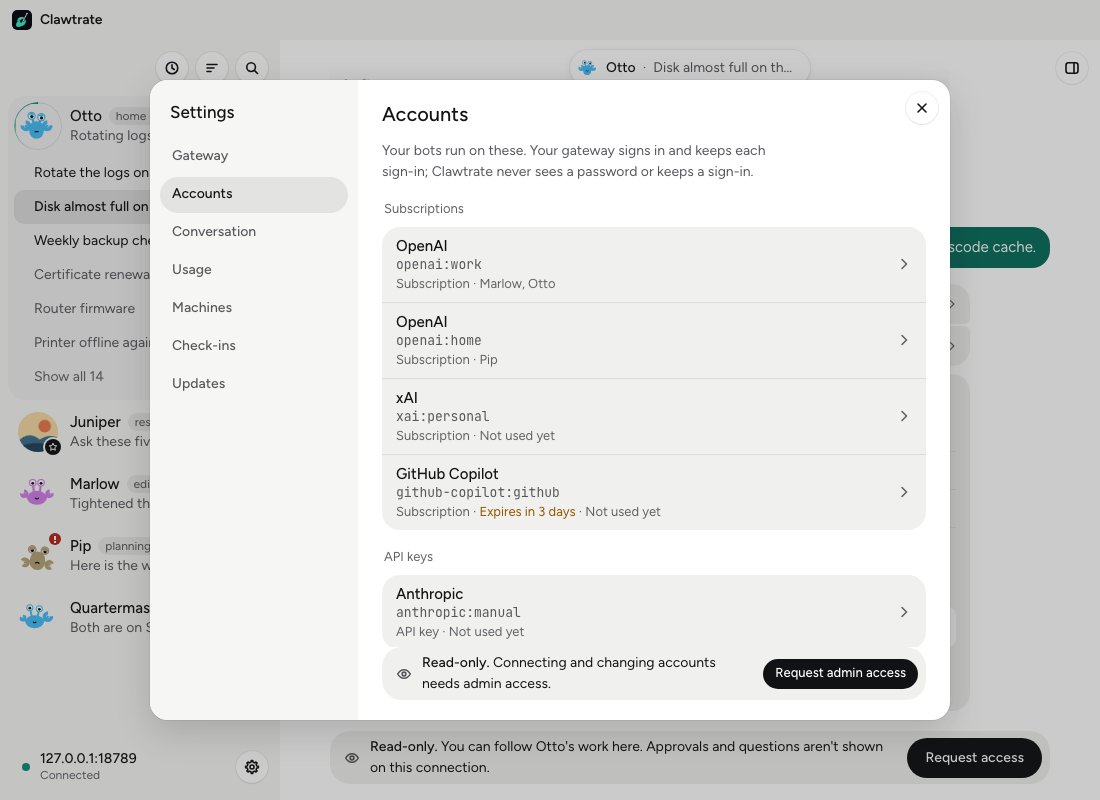 Clawtrate
Otto · Disk almost full on th...
Otto home
Rotating logs
Rotate the logs on
Disk almost full on
Weekly backup che
Certificate renewa
Router firmware
Printer offline again
Show all 14
Juniper res
Ask these fiv
Marlow edi
Tightened th
Pip planning
Here is the w
Quartermas
Both are on S
127.0.0.1:18789
Connected
Settings
Gateway
Accounts
Conversation
Usage
Machines
Check-ins
Updates
Accounts
Your bots run on these. Your gateway signs in and keeps each
sign-in; Clawtrate never sees a password or keeps a sign-in.
Subscriptions
OpenAI
openai:work
Subscription · Marlow, Otto
OpenAI
openai:home
Subscription · Pip
xAI
xai:personal
Subscription · Not used yet
GitHub Copilot
github-copilot:github
Subscription · Expires in 3 days · Not used yet
API keys
Anthropic
anthropic:manual
API key · Not used yet
Read-only. Connecting and changing accounts
needs admin access.
Request admin access
scode cache.
Read-only. You can follow Otto's work here. Approvals and questions aren't shown
on this connection.
Request access